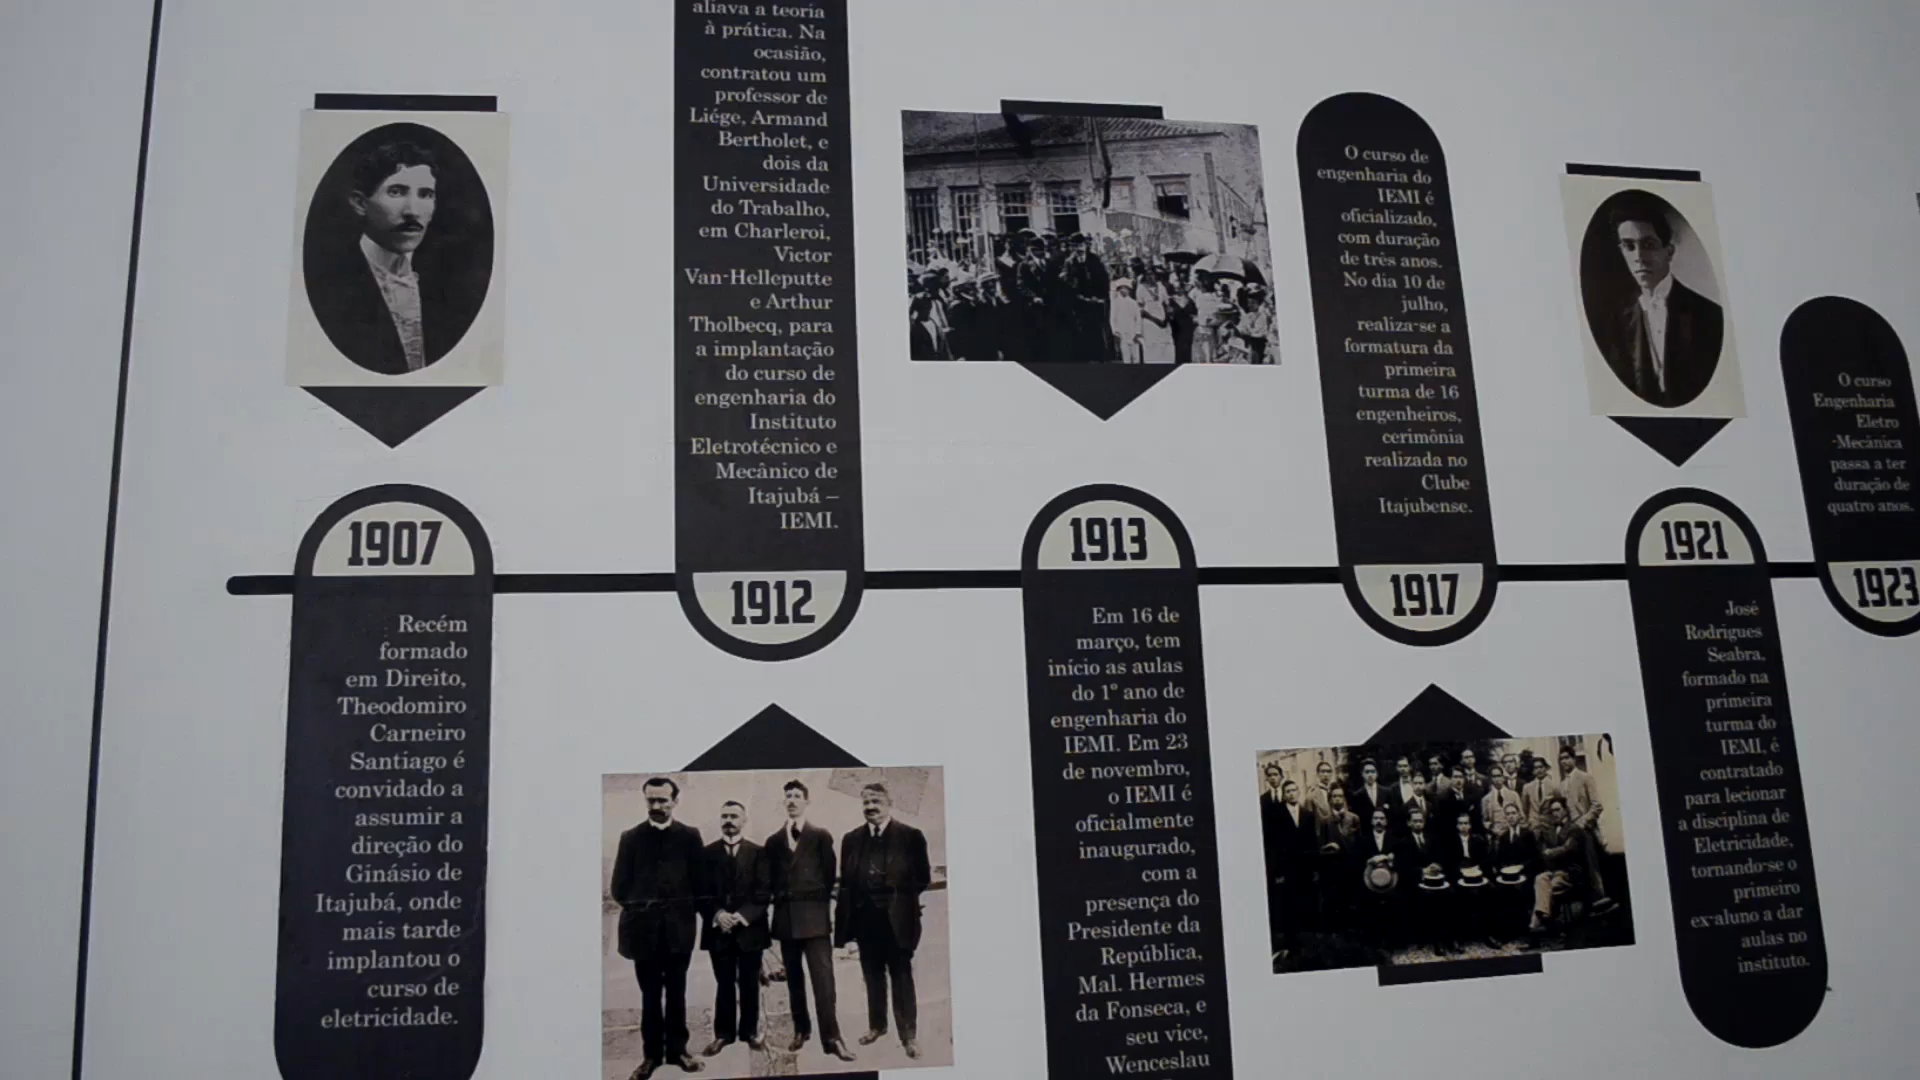 1907
Recém
formado
em Direito,
Theodomiro
Carneiro
Santiago é
convidado a
assumir a
direção do
Ginásio de
Itajubá, onde
mais tarde
implantou o
curso de
eletricidade.
aliava a teoria
à prática. Na
ocasião,
contratou um
professor de
Liége, Armand
Bertholet, e
dois da
Universidade
do Trabalho,
em Charleroi,
Victor
Van-Helleputte
e Arthur
Tholbecq, para
a implantação
do curso de
engenharia do
Instituto
Eletrotécnico e
Mecânico de
Itajubá –
IEMI.
1912
1913
Em 16 de
março, tem
início as aulas
do 1º ano de
engenharia do
IEMI. Em 23
de novembro,
o IEMI é
oficialmente
inaugurado,
com a
presença do
Presidente da
República,
Mal. Hermes
da Fonseca, e
seu vice,
Wenceslau
O curso de
engenharia do
IEMI é
oficializado,
com duração
de três anos.
No dia 10 de
julho,
realiza-se a
formatura da
primeira
turma de 16
engenheiros,
cerimônia
realizada no
Clube
Itajubense.
1917
1921
José
Rodrigues
Seabra,
formado na
primeira
turma do
IEMI, é
contratado
para lecionar
a disciplina de
Eletricidade,
tornando-se o
primeiro
ex-aluno a dar
aulas no
instituto.
O curso
Engenharia
Eletro
-Mecânica
passa a ter
duração de
quatro anos.
1923